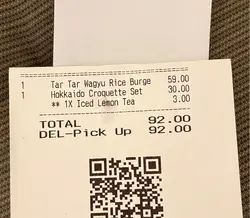 1 Tar Tar Wagyu Rice Burge 59.00
1 Hokkaido Croquette Set 30.00
** 1X Iced Lemon Tea 3.00
TOTAL 92.00
DEL-Pick Up 92.00